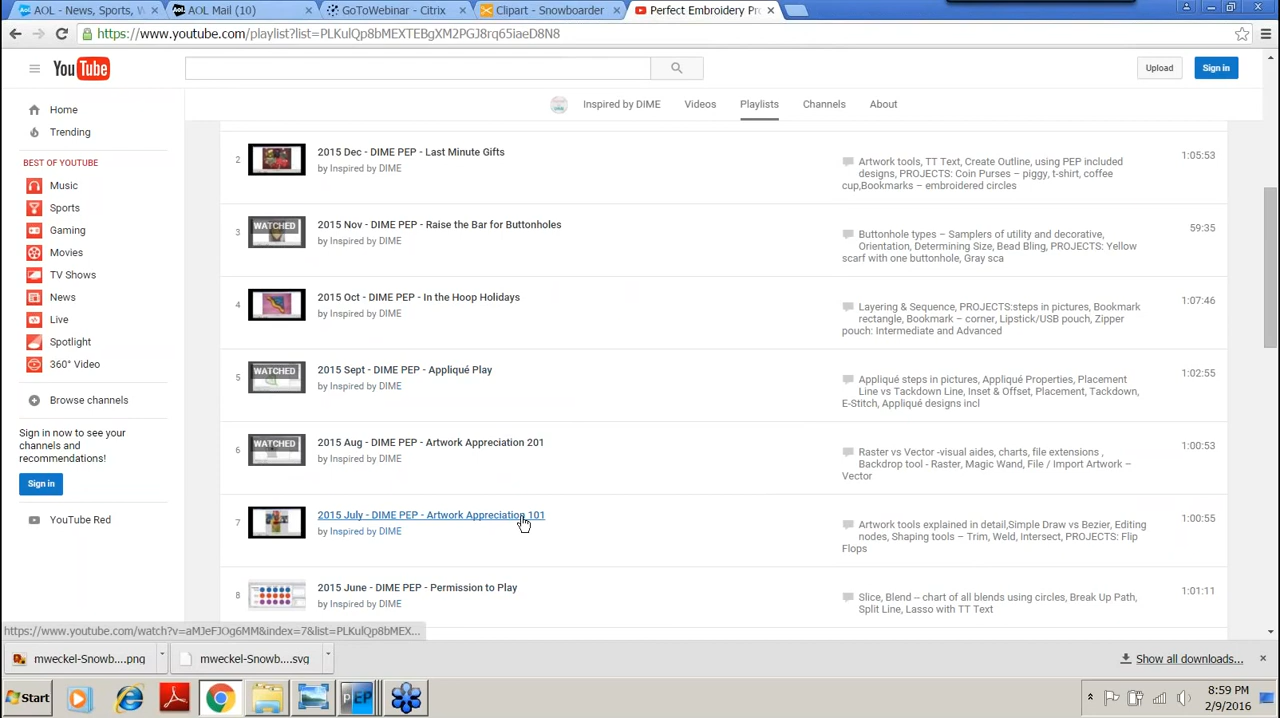 AOL - News, Sports, W
AOL Mail (10)
GoToWebinar - Citrix
Clipart - Snowboarder
Perfect Embroidery Pr
https://www.youtube.com/playlist?list=PLKulQp8bMEXTEBgXM2PGJ8rq65iaeD8N8
YouTube
Upload
Sign in
Inspired by DIME
Videos
Playlists
Channels
About
Home
Trending
BEST OF YOUTUBE
Music
Sports
Gaming
Movies
TV Shows
News
Live
Spotlight
360° Video
Browse channels
Sign in now to see your
channels and
recommendations!
Sign in
YouTube Red
2
2015 Dec - DIME PEP - Last Minute Gifts
by Inspired by DIME
Artwork tools, TT Text, Create Outline, using PEP included
designs, PROJECTS: Coin Purses – piggy, t-shirt, coffee
cup,Bookmarks – embroidered circles
1:05:53
3
WATCHED
2015 Nov - DIME PEP - Raise the Bar for Buttonholes
by Inspired by DIME
Buttonhole types – Samplers of utility and decorative,
Orientation, Determining Size, Bead Bling, PROJECTS: Yellow
scarf with one buttonhole, Gray sca
59:35
4
2015 Oct - DIME PEP - In the Hoop Holidays
by Inspired by DIME
Layering & Sequence, PROJECTS:steps in pictures, Bookmark
rectangle, Bookmark – corner, Lipstick/USB pouch, Zipper
pouch: Intermediate and Advanced
1:07:46
5
WATCHED
2015 Sept - DIME PEP - Appliqué Play
by Inspired by DIME
Appliqué steps in pictures, Appliqué Properties, Placement
Line vs Tackdown Line, Inset & Offset, Placement, Tackdown,
E-Stitch, Appliqué designs incl
1:02:55
6
WATCHED
2015 Aug - DIME PEP - Artwork Appreciation 201
by Inspired by DIME
Raster vs Vector -visual aides, charts, file extensions ,
Backdrop tool - Raster, Magic Wand, File / Import Artwork –
Vector
1:00:53
7
2015 July - DIME PEP - Artwork Appreciation 101
by Inspired by DIME
Artwork tools explained in detail,Simple Draw vs Bezier, Editing
nodes, Shaping tools – Trim, Weld, Intersect, PROJECTS: Flip
Flops
1:00:55
8
2015 June - DIME PEP - Permission to Play
by Inspired by DIME
Slice, Blend -- chart of all blends using circles, Break Up Path,
Split Line, Lasso with TT Text
1:01:11
https://www.youtube.com/watch?v=aMJeFJOg6MM&index=7&list=PLKulQp8bMEX...
mweckel-Snowb....png
mweckel-Snowb....svg
Show all downloads...
Start
pEP
8:59 PM
2/9/2016